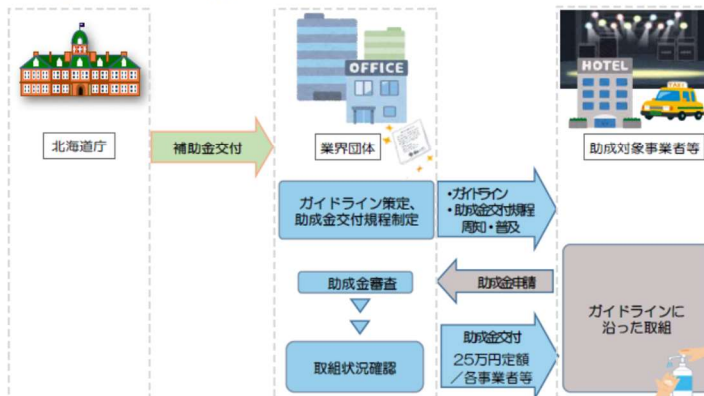 OFFICE
HOTEL
TAXI
北海道庁
補助金交付
業界団体
助成対象事業者等
ガイドライン策定、
助成金交付規程制定
・ガイドライン
・助成金交付規程
周知・普及
助成金審査
助成金申請
ガイドラインに
沿った取組
取組状況確認
助成金交付
25万円定額
／各事業者等